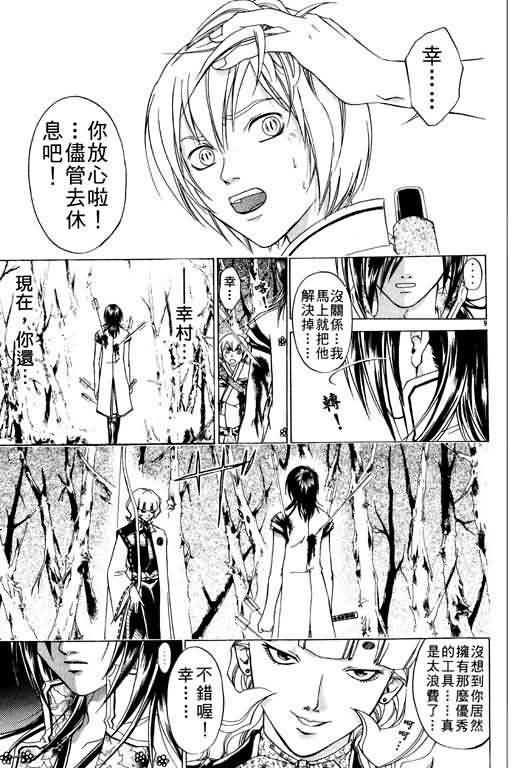 幸……
你放心啦！
…儘管去休
息吧！
……
沒關係…我
馬上就把他
解決掉……
轉！
……
幸…
—幸村…
現在，你還…
沒想到你居然
擁有那麼優秀
的工具……真
是太浪費了…
呵
呵
不錯喔！
幸……
……